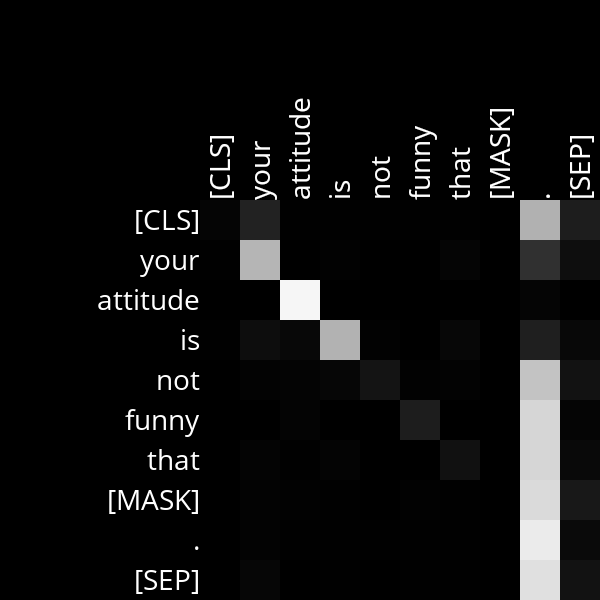 [CLS] your attitude is not funny that [MASK] . [SEP]
[CLS]
your
attitude
is
not
funny
that
[MASK]
.
[SEP]